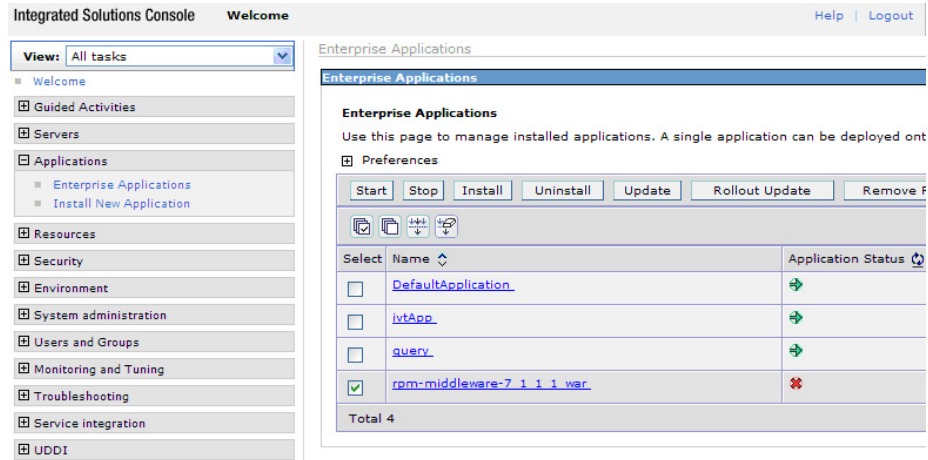 Integrated Solutions Console Welcome Help | Logout
View: All tasks
Welcome
Guided Activities
Servers
Applications
Enterprise Applications
Install New Application
Resources
Security
Environment
System administration
Users and Groups
Monitoring and Tuning
Troubleshooting
Service integration
UDDI
Enterprise Applications
Enterprise Applications
Enterprise Applications
Use this page to manage installed applications. A single application can be deployed ont
Preferences
Start Stop Install Uninstall Update Rollout Update Remove F
Select Name Application Status
DefaultApplication
ivtApp
query
rpm-middleware-7_1_1_1_war
Total 4